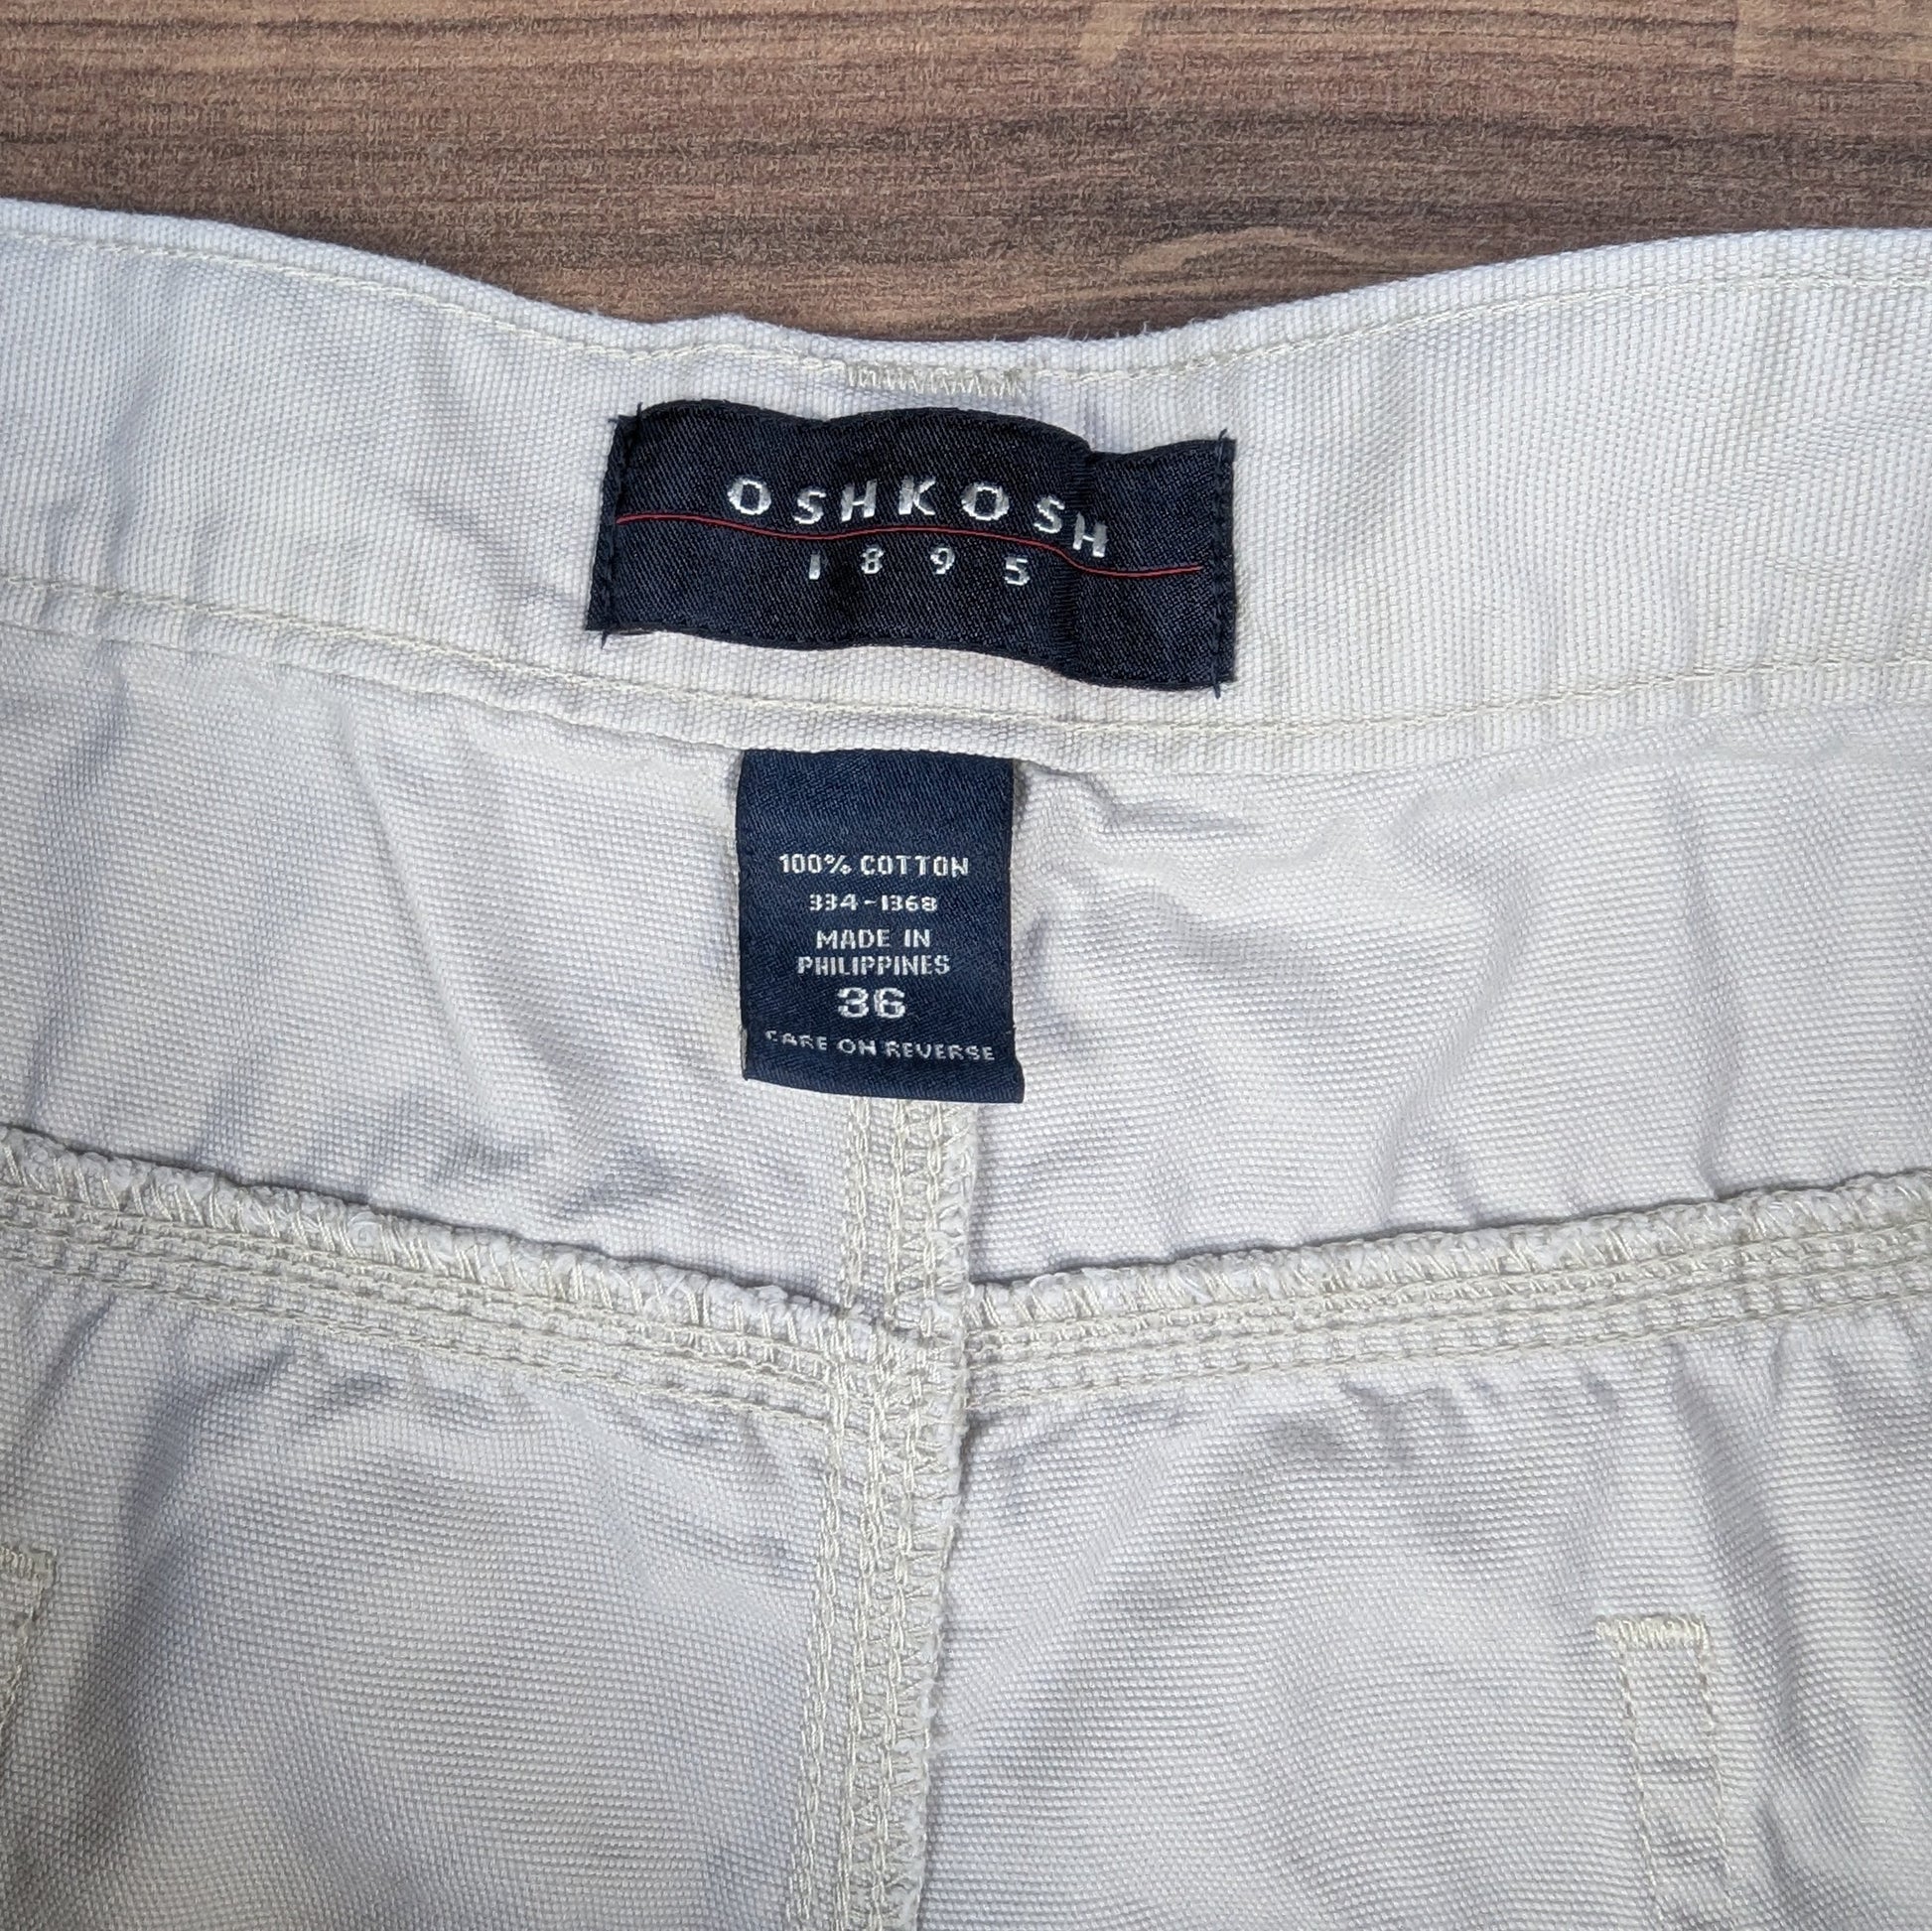 OSHKOSH
1895
100% COTTON
334-1368
MADE IN
PHILIPPINES
36
CARE ON REVERSE